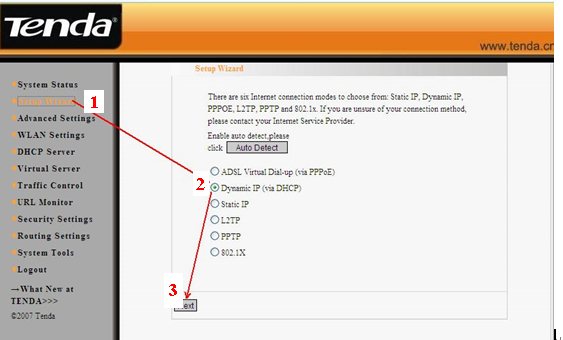 Tenda
www.tenda.cn
System Status
Setup Wizard
Advanced Settings
WLAN Settings
DHCP Server
Virtual Server
Traffic Control
URL Monitor
Security Settings
Routing Settings
System Tools
Logout
→What New at
TENDA>>>
©2007 Tenda
1
Setup Wizard
There are six Internet connection modes to choose from: Static IP, Dynamic IP,
PPPOE, L2TP, PPTP and 802.1x. If you are unsure of your connection method,
please contact your Internet Service Provider.
Enable auto detect,please
click Auto Detect
ADSL Virtual Dial-up (via PPPoE)
2 Dynamic IP (via DHCP)
Static IP
L2TP
PPTP
802.1X
3
Next